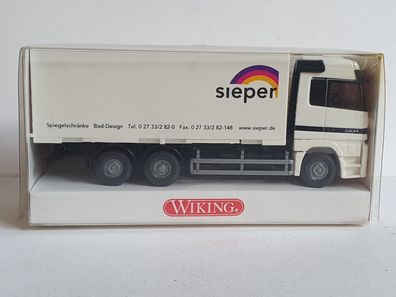 sieper
Spiegelschränke Bad-Design Tel. 0 27 33/2 82-0 Fax. 0 27 33/2 82-148 www.sieper.de
WIKING®